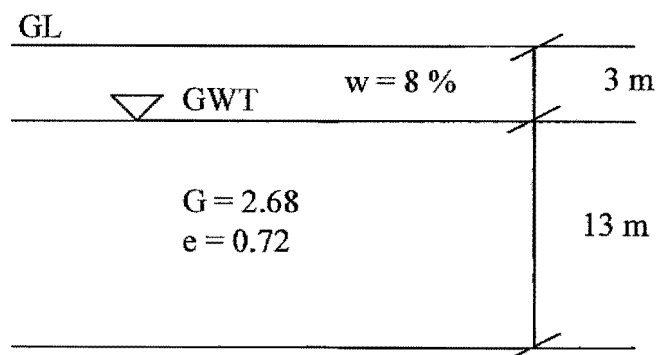 GL
w = 8 %
3 m
GWT
G = 2.68
e = 0.72
13 m